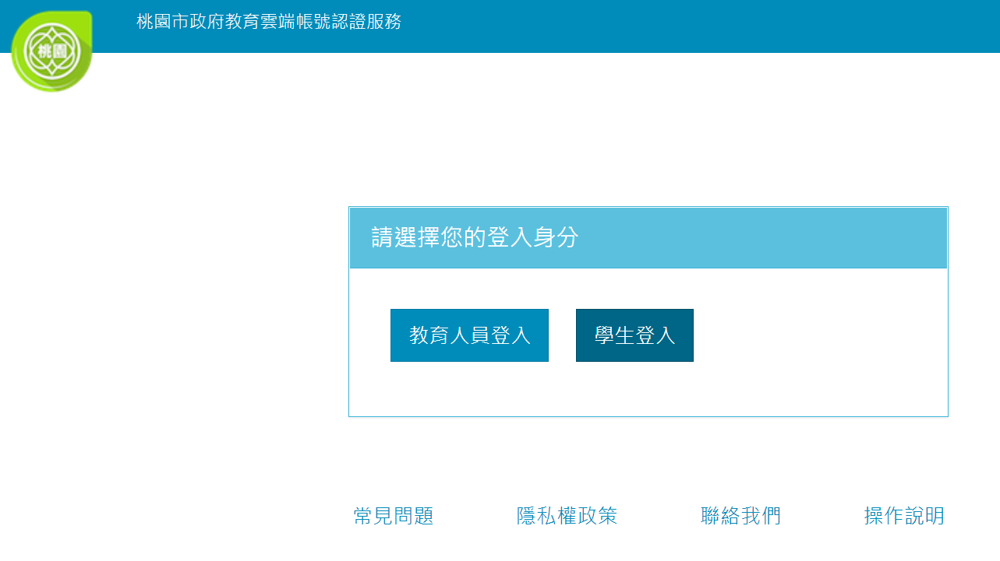 桃園市政府教育雲端帳號認證服務
桃園
請選擇您的登入身分
教育人員登入 學生登入
常見問題 隱私權政策 聯絡我們 操作說明